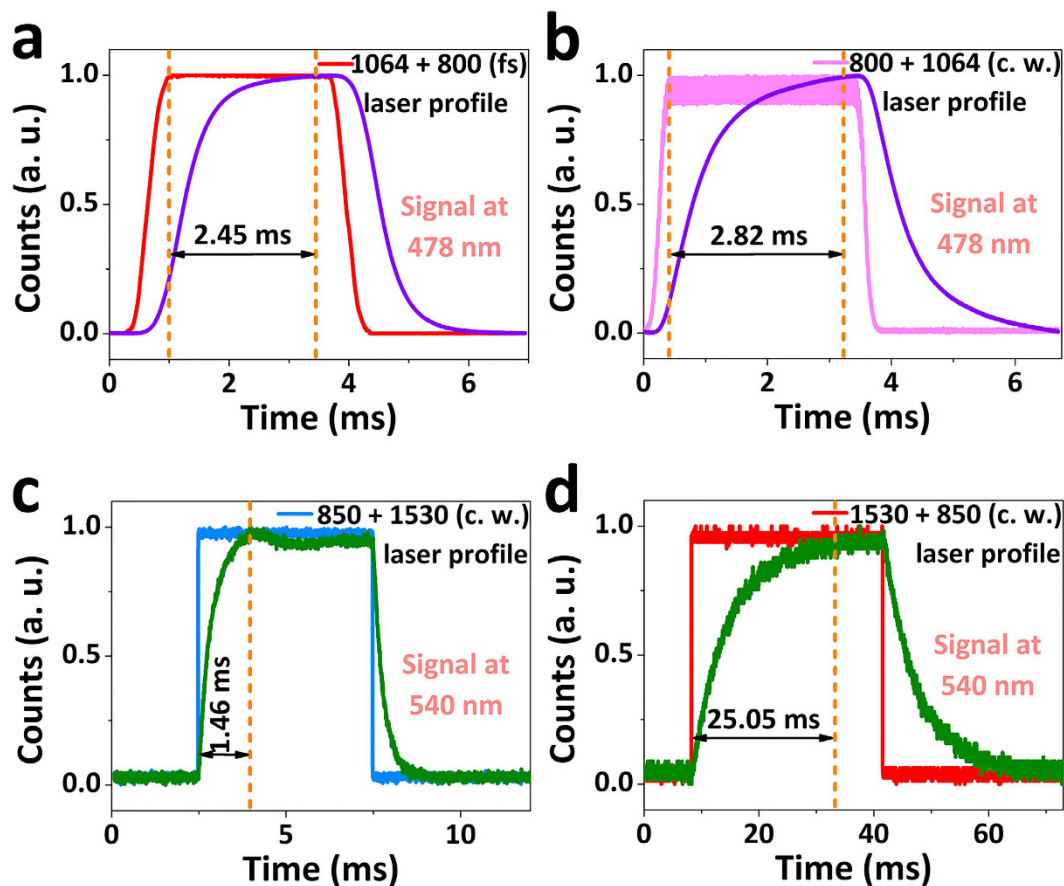 a
1064 + 800 (fs)
laser profile
Signal at
478 nm
2.45 ms
Counts (a. u.)
1.0
0.5
0.0
0 2 4 6
Time (ms)
b
800 + 1064 (c. w.)
laser profile
Signal at
478 nm
2.82 ms
Counts (a. u.)
1.0
0.5
0.0
0 2 4 6
Time (ms)
c
850 + 1530 (c. w.)
laser profile
Signal at
540 nm
1.46 ms
Counts (a. u.)
1.0
0.5
0.0
0 5 10
Time (ms)
d
1530 + 850 (c. w.)
laser profile
Signal at
540 nm
25.05 ms
Counts (a. u.)
1.0
0.5
0.0
0 20 40 60
Time (ms)